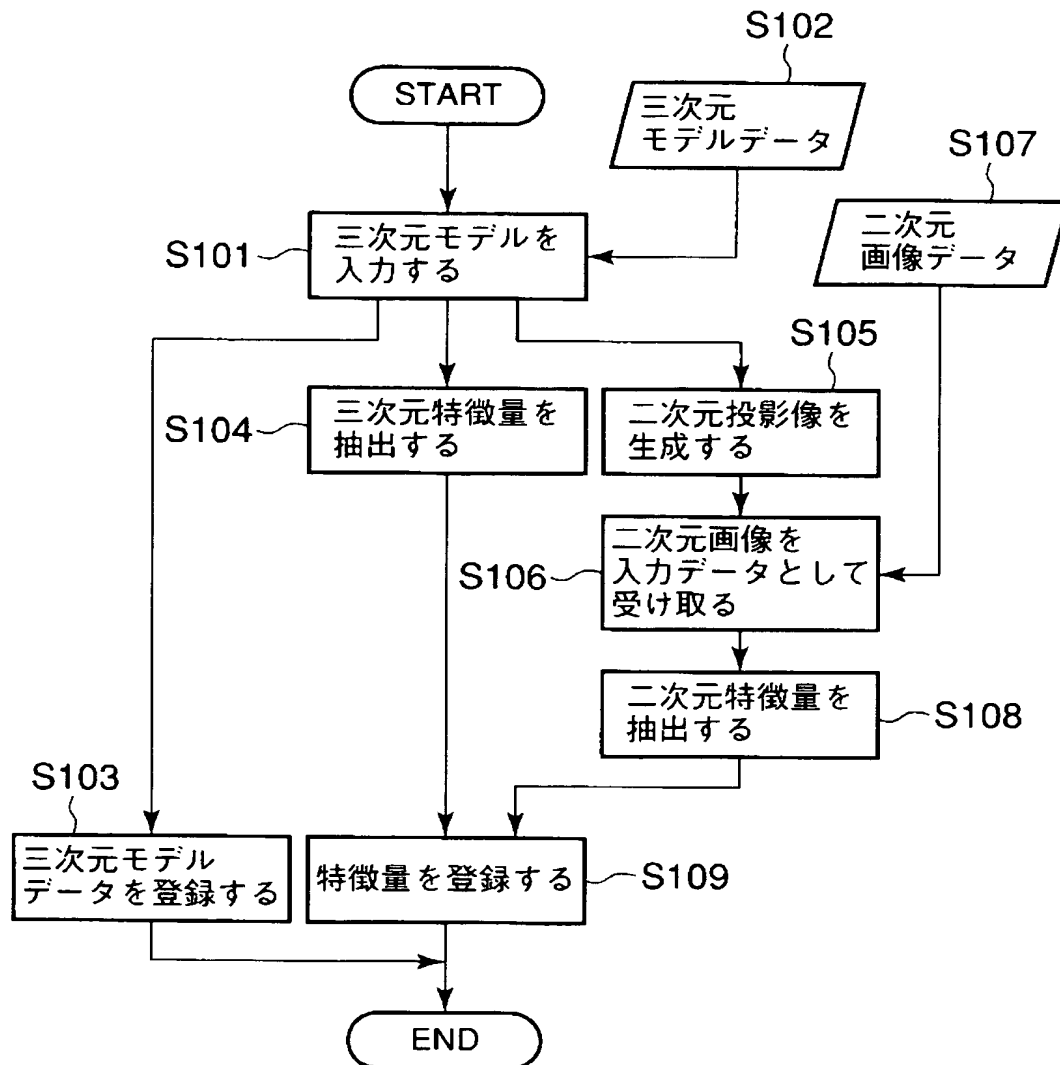 S102
START
三次元
モデルデータ
S107
S101
三次元モデルを
入力する
二次元
画像データ
S105
S104
三次元特徴量を
抽出する
二次元投影像を
生成する
S106
二次元画像を
入力データとして
受け取る
二次元特徴量を
抽出する
S108
S103
三次元モデル
データを登録する
特徴量を登録する
S109
END